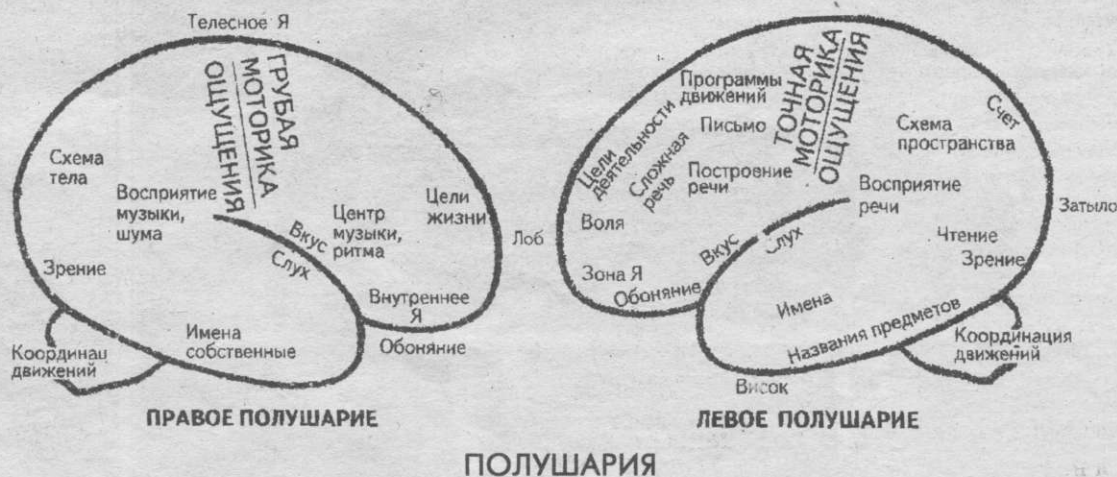 Телесное Я
ГРУБАЯ
МОТОРИКА
ОЩУЩЕНИЯ
Схема
тела
Восприятие
музыки,
шума
Вкус
Слух
Центр
музыки,
ритма
Цели
жизни
Зрение
Внутреннее
Я
Имена
собственные
Обоняние
Координац
движений
ПРАВОЕ ПОЛУШАРИЕ
Лоб
Программы
движений
ТОЧНАЯ
МОТОРИКА
ОЩУЩЕНИЯ
Счет
Цели
деятельности
Сложная
речь
Письмо
Схема
пространства
Построение
речи
Восприятие
речи
Воля
Вкус
Слух
Затыло
Чтение
Зрение
Зона Я
Обоняние
Имена
Названия предметов
Координация
движений
Висок
ЛЕВОЕ ПОЛУШАРИЕ
ПОЛУШАРИЯ